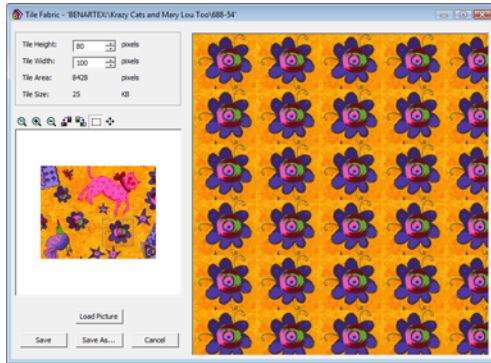 Tile Fabric - 'BENARTEX:\Krazy Cats and Mary Lou Too\688-54'
Tile Height: 80 pixels
Tile Width: 100 pixels
Tile Area: 8428 pixels
Tile Size: 25 KB
Load Picture
Save Save As... Cancel